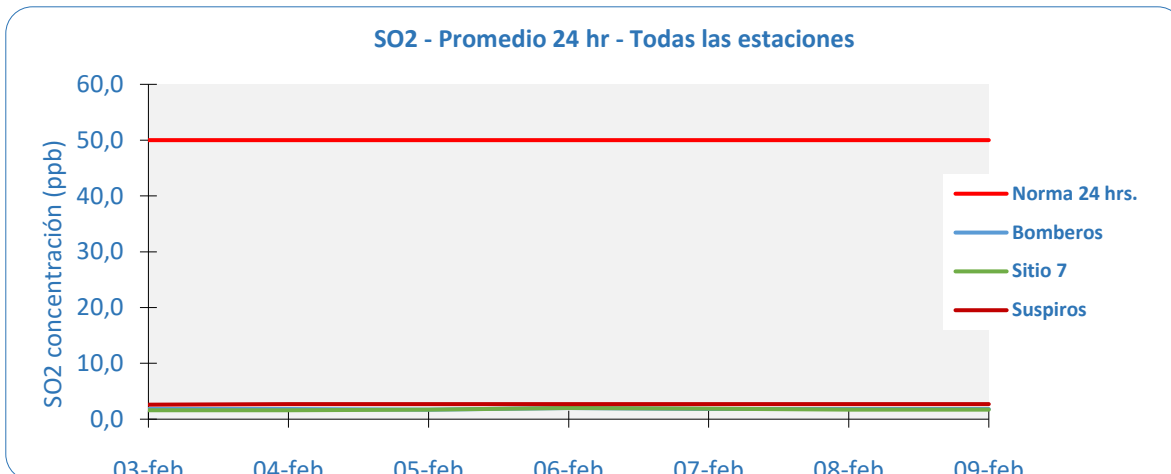 SO2 - Promedio 24 hr - Todas las estaciones
SO2 concentración (ppb)
60,0
50,0
40,0
30,0
20,0
10,0
0,0
03-feb
04-feb
05-feb
06-feb
07-feb
08-feb
09-feb
Norma 24 hrs.
Bomberos
Sitio 7
Suspiros